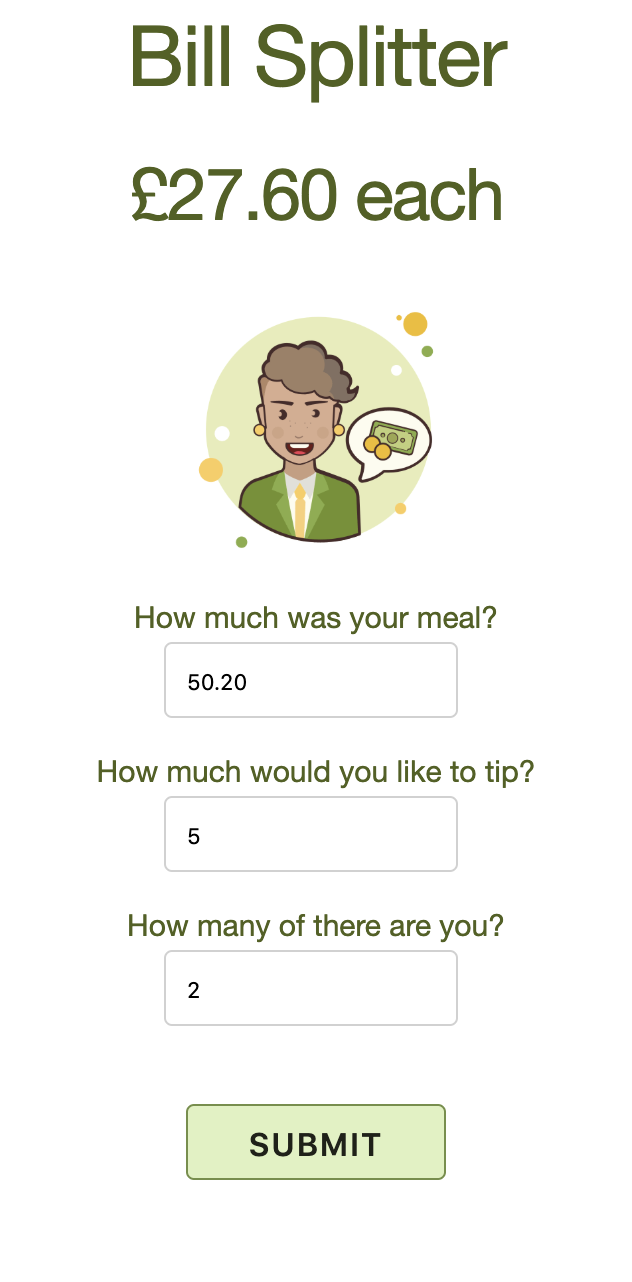 Bill Splitter
£27.60 each
How much was your meal?
50.20
How much would you like to tip?
5
How many of there are you?
2
SUBMIT